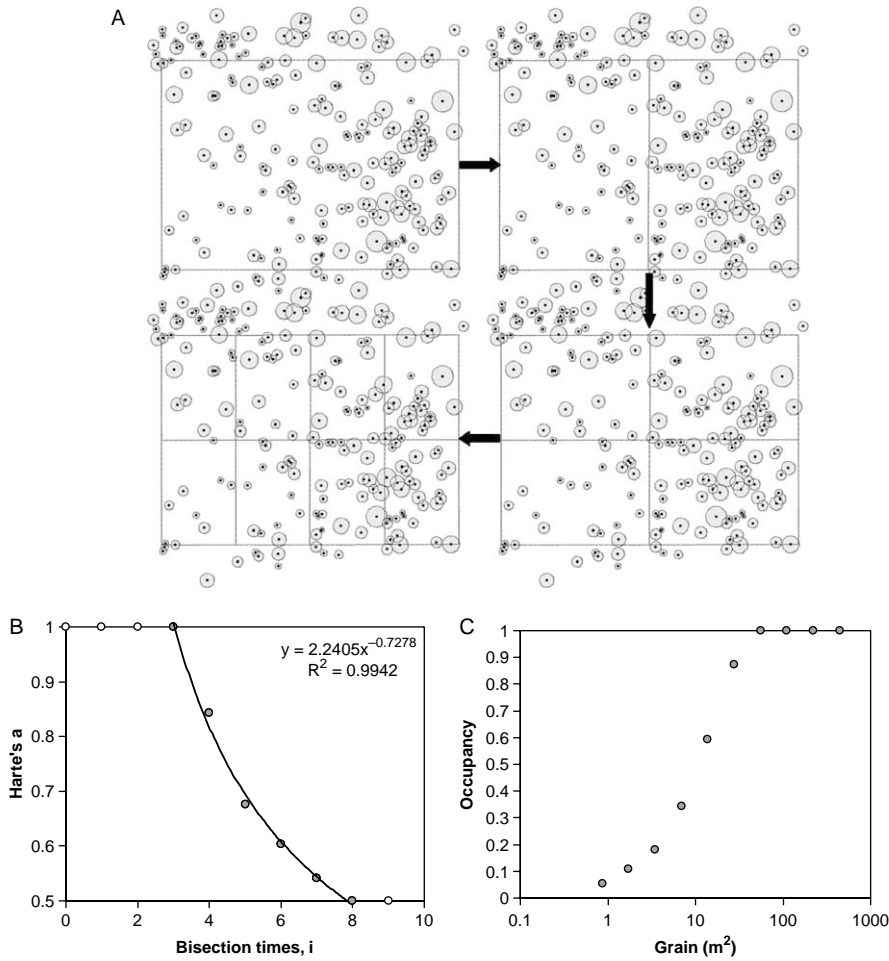 A
B
1
0.9
0.8
0.7
0.6
0.5
Harte's a
y = 2.2405x^–0.7278
R^2 = 0.9942
0 2 4 6 8 10
Bisection times, i
C
1
0.9
0.8
0.7
0.6
0.5
0.4
0.3
0.2
0.1
0
Occupancy
0.1 1 10 100 1000
Grain (m^2)